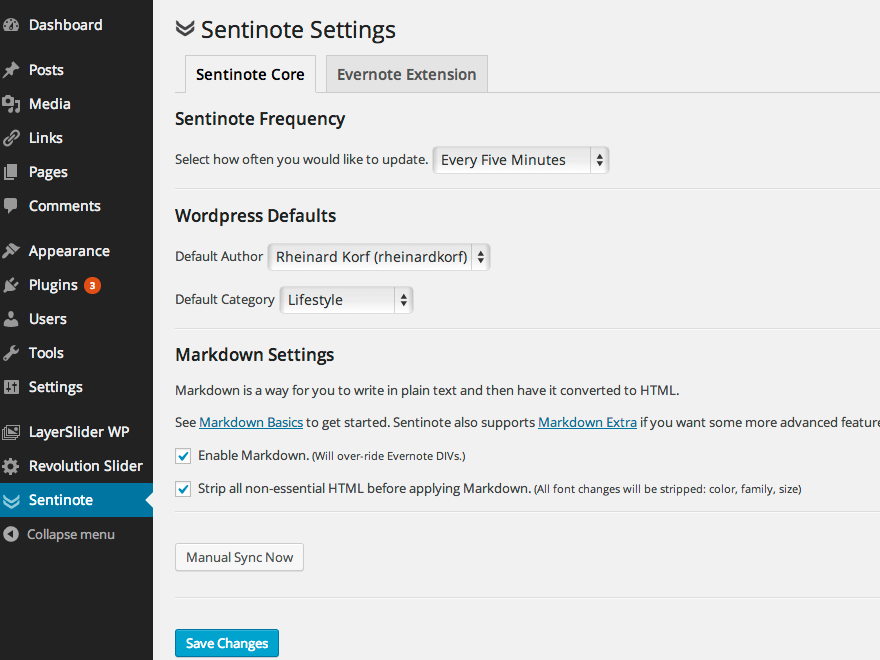 Dashboard
Posts
Media
Links
Pages
Comments
Appearance
Plugins 3
Users
Tools
Settings
LayerSlider WP
Revolution Slider
Sentinote
Collapse menu
Sentinote Settings
Sentinote Core
Evernote Extension
Sentinote Frequency
Select how often you would like to update. Every Five Minutes
Wordpress Defaults
Default Author Rheinard Korf (rheinardkorf)
Default Category Lifestyle
Markdown Settings
Markdown is a way for you to write in plain text and then have it converted to HTML.
See Markdown Basics to get started. Sentinote also supports Markdown Extra if you want some more advanced feature
Enable Markdown. (Will over-ride Evernote DIVs.)
Strip all non-essential HTML before applying Markdown. (All font changes will be stripped: color, family, size)
Manual Sync Now
Save Changes